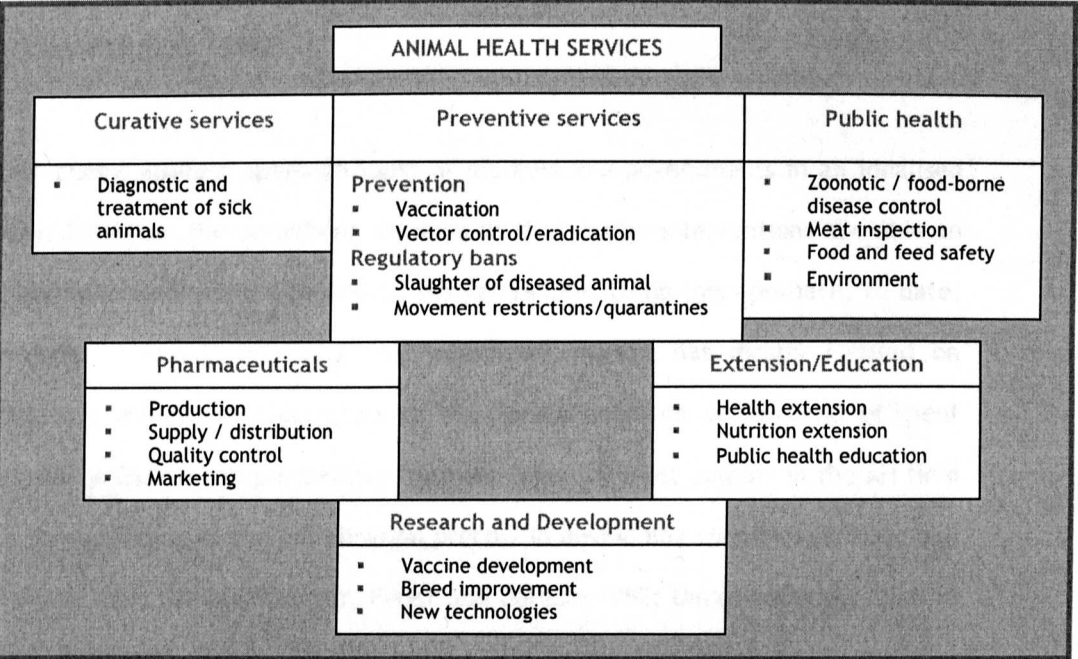 ANIMAL HEALTH SERVICES
Curative services
▪ Diagnostic and
treatment of sick
animals
Preventive services
Prevention
▪ Vaccination
▪ Vector control/eradication
Regulatory bans
▪ Slaughter of diseased animal
▪ Movement restrictions/quarantines
Public health
▪ Zoonotic / food-borne
disease control
▪ Meat inspection
▪ Food and feed safety
▪ Environment
Pharmaceuticals
▪ Production
▪ Supply / distribution
▪ Quality control
▪ Marketing
Extension/Education
▪ Health extension
▪ Nutrition extension
▪ Public health education
Research and Development
▪ Vaccine development
▪ Breed improvement
▪ New technologies